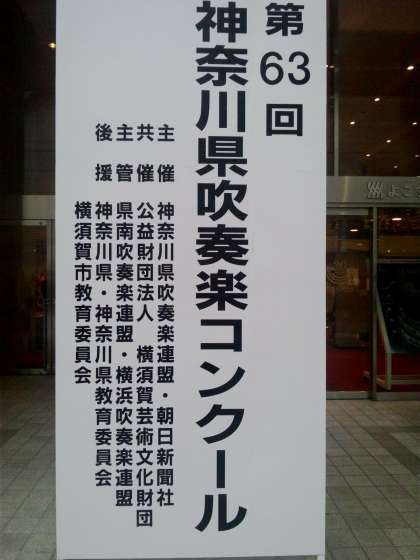 第63回
神奈川県吹奏楽コンクール
主催 神奈川県吹奏楽連盟・朝日新聞社
共催 公益財団法人 横須賀芸術文化財団
主管 県南吹奏楽連盟・横浜吹奏楽連盟
後援 神奈川県・神奈川県教育委員会
横須賀市教育委員会
よこ